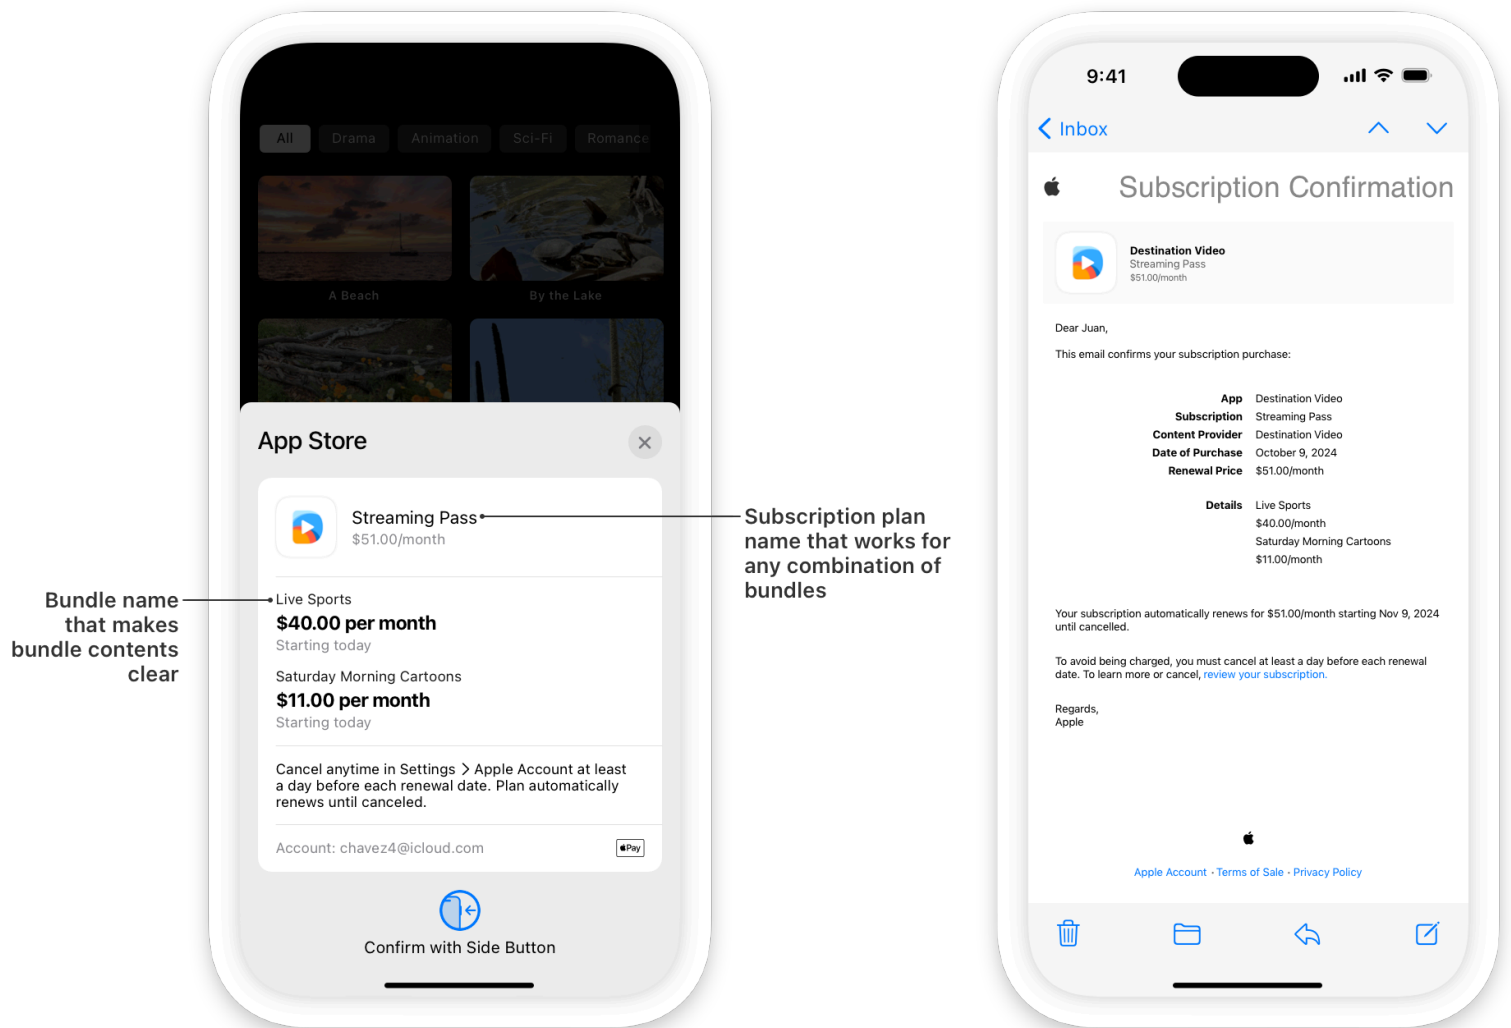 All
Drama
Animation
Sci-Fi
Romance
A Beach
By the Lake
App Store
Streaming Pass
$51.00/month
Live Sports
$40.00 per month
Starting today
Saturday Morning Cartoons
$11.00 per month
Starting today
Cancel anytime in Settings > Apple Account at least
a day before each renewal date. Plan automatically
renews until canceled.
Account: chavez4@icloud.com
Pay
Confirm with Side Button
Bundle name
that makes
bundle contents
clear
Subscription plan
name that works for
any combination of
bundles
9:41
Inbox
Subscription Confirmation
Destination Video
Streaming Pass
$51.00/month
Dear Juan,
This email confirms your subscription purchase:
App Destination Video
Subscription Streaming Pass
Content Provider Destination Video
Date of Purchase October 9, 2024
Renewal Price $51.00/month
Details Live Sports
$40.00/month
Saturday Morning Cartoons
$11.00/month
Your subscription automatically renews for $51.00/month starting Nov 9, 2024
until cancelled.
To avoid being charged, you must cancel at least a day before each renewal
date. To learn more or cancel, review your subscription.
Regards,
Apple
Apple Account · Terms of Sale · Privacy Policy